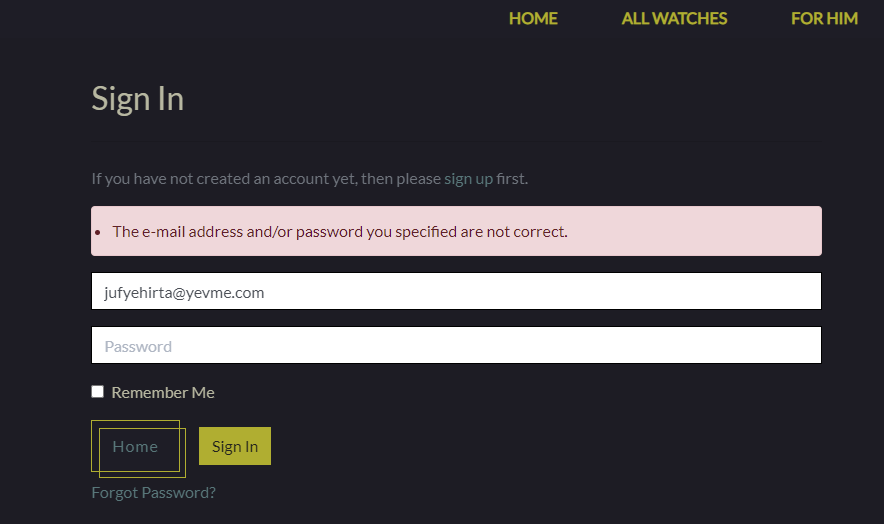 HOME ALL WATCHES FOR HIM
Sign In
If you have not created an account yet, then please sign up first.
The e-mail address and/or password you specified are not correct.
jufyehirta@yevme.com
Password
Remember Me
Home Sign In
Forgot Password?